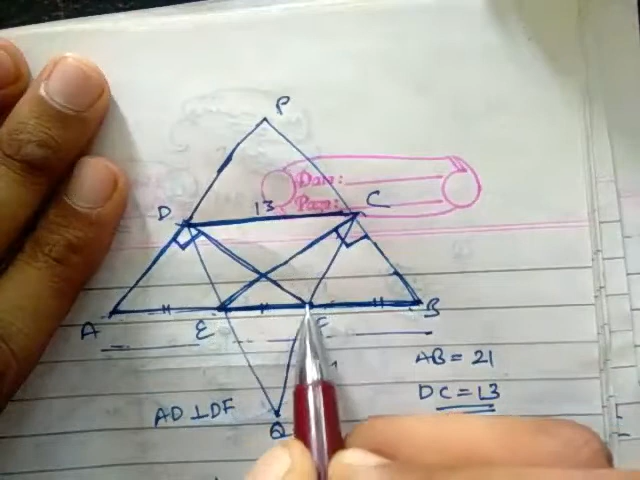 P
Date:
Page:
D
13
C
A
E
F
B
AB = 21
DC = 13
AD ⊥ DF
Q